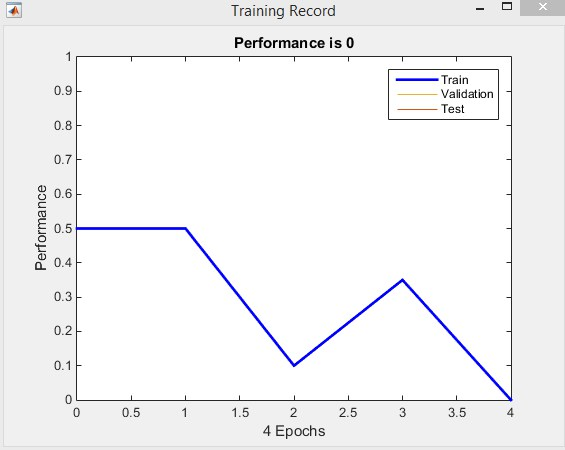 Training Record
Performance is 0
Train
Validation
Test
Performance
1
0.9
0.8
0.7
0.6
0.5
0.4
0.3
0.2
0.1
0
0 0.5 1 1.5 2 2.5 3 3.5 4
4 Epochs